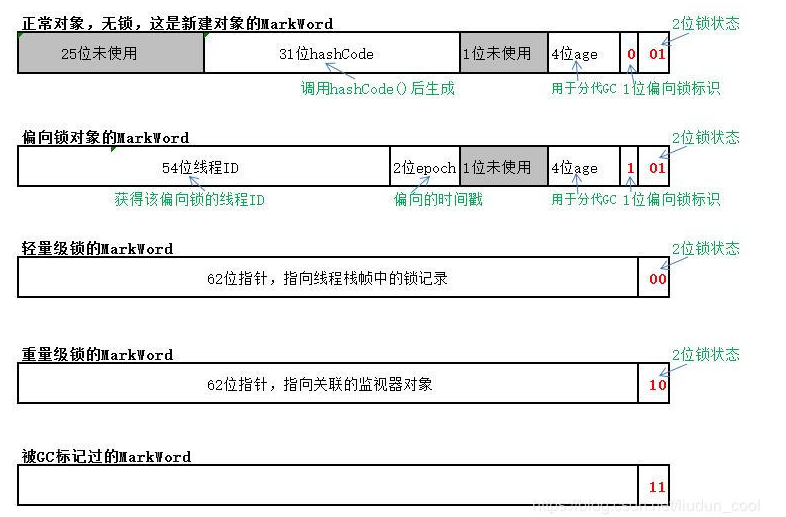 正常对象，无锁，这是新建对象的MarkWord
2位锁状态
25位未使用 31位hashCode 1位未使用 4位age 0 01
调用hashCode()后生成 用于分代GC 1位偏向锁标识
偏向锁对象的MarkWord
2位锁状态
54位线程ID 2位epoch 1位未使用 4位age 1 01
获得该偏向锁的线程ID 偏向的时间戳 用于分代GC 1位偏向锁标识
轻量级锁的MarkWord
2位锁状态
62位指针，指向线程栈帧中的锁记录 00
重量级锁的MarkWord
2位锁状态
62位指针，指向关联的监视器对象 10
被GC标记过的MarkWord
11
https://blog.csdn.net/liudun_cool